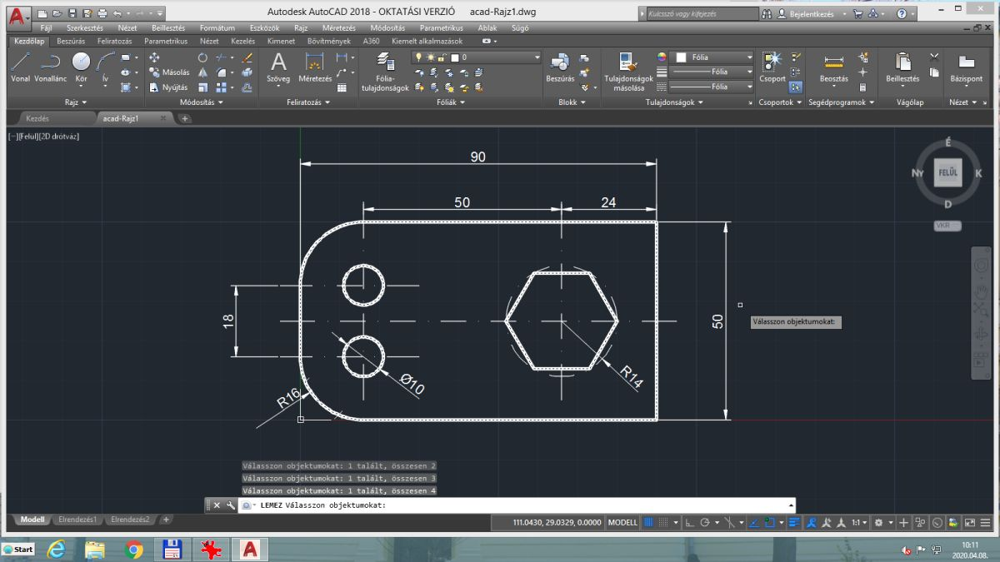 Autodesk AutoCAD 2018 - OKTATÁSI VERZIÓ acad-Rajz1.dwg
Kulcsszó vagy kifejezés
Bejelentkezés
Fájl Szerkesztés Nézet Beillesztés Formátum Eszközök Rajz Méretezés Módosítás Parametrikus Ablak Súgó
Kezdőlap Beszúrás Feliratozás Parametrikus Nézet Kezelés Kimenet Bővítmények A360 Kiemelt alkalmazások
Vonal Vonallánc Kör Ív
Másolás
Nyújtás
Szöveg Méretezés
Fólia-
tulajdonságok
0
Beszúrás
Tulajdonságok
másolása
Fólia
Fólia
Fólia
Csoport
Beosztás
Beillesztés
Bázispont
Rajz Módosítás Feliratozás Fóliák Blokk Tulajdonságok Csoportok Segédprogramok Vágólap Nézet
Kezdés acad-Rajz1
[−][Felül][2D drótváz]
É
Ny FELÜL K
D
VKR
90
50 24
18
50
Ø10
R14
R16
Válasszon objektumokat:
Válasszon objektumokat: 1 talált, összesen 2
Válasszon objektumokat: 1 talált, összesen 3
Válasszon objektumokat: 1 talált, összesen 4
LEMEZ Válasszon objektumokat:
Modell Elrendezés1 Elrendezés2 +
111.0430, 29.0329, 0.0000 MODELL 1:1
Start
10:11
2020.04.08.